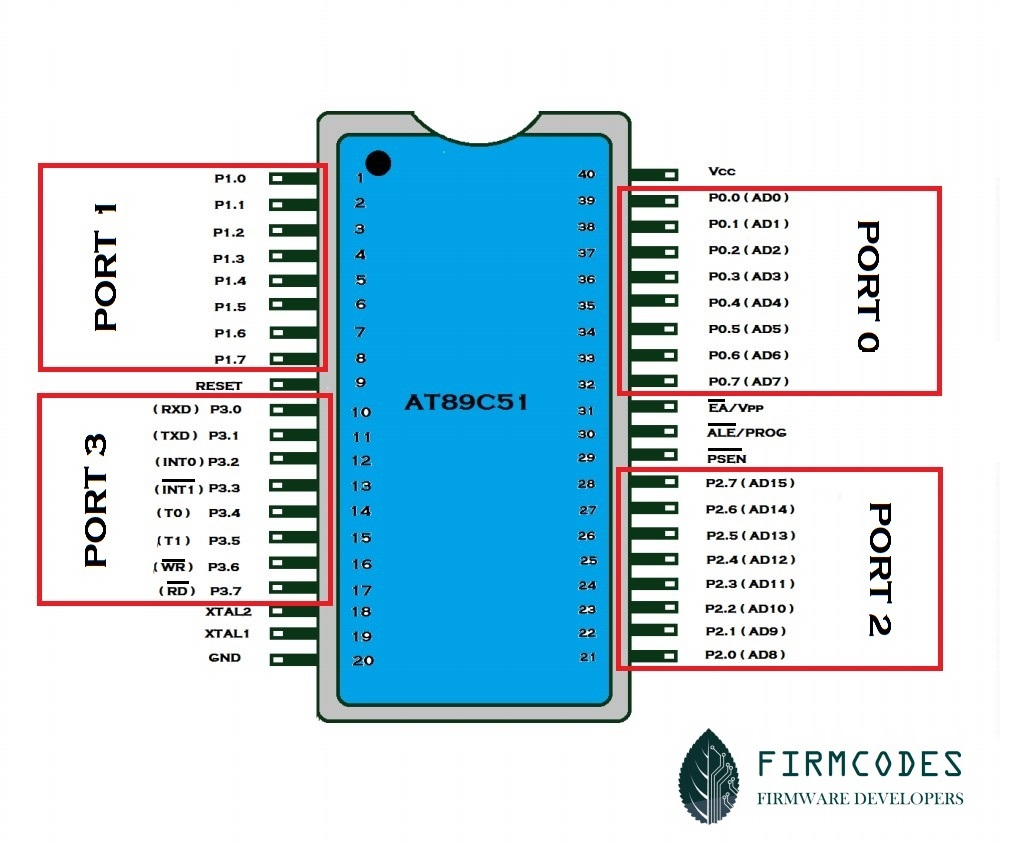 PORT 1
P1.0
P1.1
P1.2
P1.3
P1.4
P1.5
P1.6
P1.7
RESET
PORT 3
(RXD) P3.0
(TXD) P3.1
(INT0) P3.2
(I̅N̅T̅1̅) P3.3
(T0) P3.4
(T1) P3.5
(W̅R̅) P3.6
(R̅D̅) P3.7
XTAL2
XTAL1
GND
1
2
3
4
5
6
7
8
9
10
11
12
13
14
15
16
17
18
19
20
AT89C51
40
39
38
37
36
35
34
33
32
31
30
29
28
27
26
25
24
23
22
21
Vcc
P0.0 ( AD0 )
P0.1 ( AD1 )
P0.2 ( AD2 )
P0.3 ( AD3 )
P0.4 ( AD4 )
P0.5 ( AD5 )
P0.6 ( AD6 )
P0.7 ( AD7 )
PORT 0
E̅A̅/VPP
A̅L̅E̅/PROG
P̅S̅E̅N̅
P2.7 ( AD15 )
P2.6 ( AD14 )
P2.5 ( AD13 )
P2.4 ( AD12 )
P2.3 ( AD11 )
P2.2 ( AD10 )
P2.1 ( AD9 )
P2.0 ( AD8 )
PORT 2
FIRMCODES
FIRMWARE DEVELOPERS